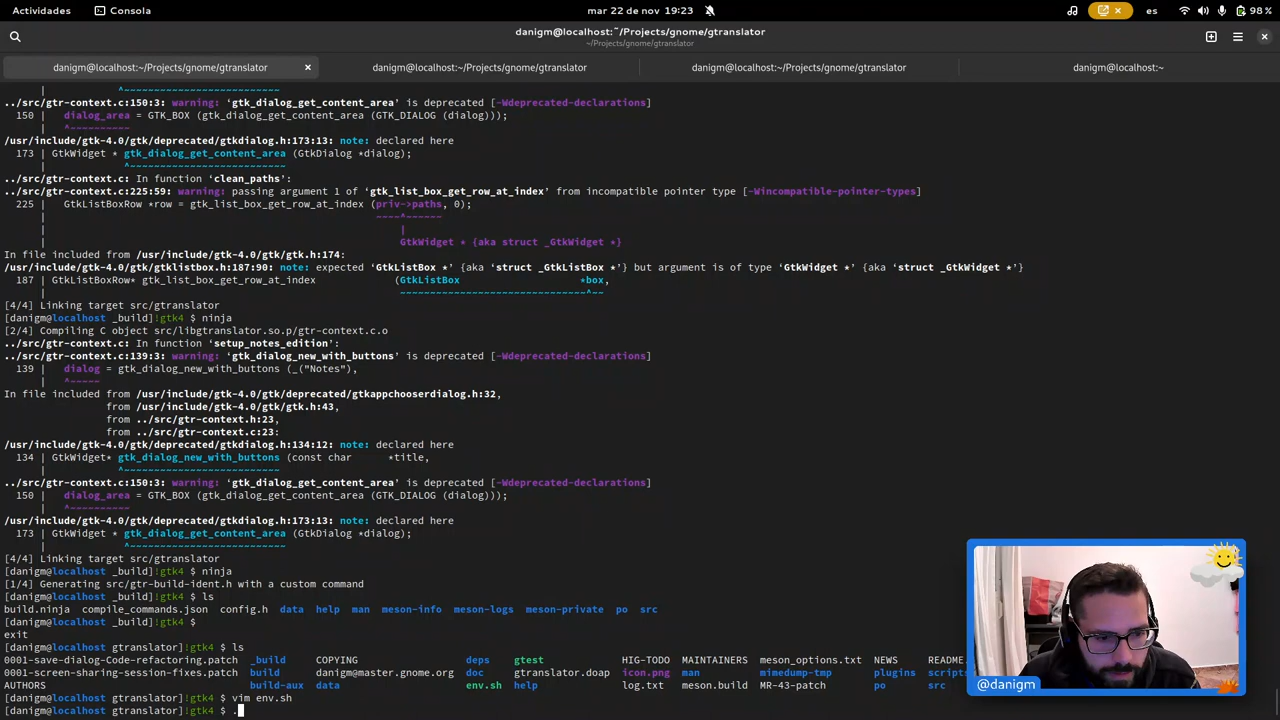 Actividades Consola mar 22 de nov 19:23 es 98 %
danigm@localhost:~/Projects/gnome/gtranslator
~/Projects/gnome/gtranslator
danigm@localhost:~/Projects/gnome/gtranslator × danigm@localhost:~/Projects/gnome/gtranslator danigm@localhost:~/Projects/gnome/gtranslator danigm@localhost:~
| ^~~~~~~~~~~~~~~~~~~~~~~~~~
../src/gtr-context.c:150:3: warning: ‘gtk_dialog_get_content_area’ is deprecated [-Wdeprecated-declarations]
150 | dialog_area = GTK_BOX (gtk_dialog_get_content_area (GTK_DIALOG (dialog)));
| ^~~~~~~~~~~
/usr/include/gtk-4.0/gtk/deprecated/gtkdialog.h:173:13: note: declared here
173 | GtkWidget * gtk_dialog_get_content_area (GtkDialog *dialog);
| ^~~~~~~~~~~~~~~~~~~~~~~~~~~
../src/gtr-context.c: In function ‘clean_paths’:
../src/gtr-context.c:225:59: warning: passing argument 1 of ‘gtk_list_box_get_row_at_index’ from incompatible pointer type [-Wincompatible-pointer-types]
225 | GtkListBoxRow *row = gtk_list_box_get_row_at_index (priv->paths, 0);
| ~~~~^~~~~~~
| |
| GtkWidget * {aka struct _GtkWidget *}
In file included from /usr/include/gtk-4.0/gtk/gtk.h:174:
/usr/include/gtk-4.0/gtk/gtklistbox.h:187:90: note: expected ‘GtkListBox *’ {aka ‘struct _GtkListBox *’} but argument is of type ‘GtkWidget *’ {aka ‘struct _GtkWidget *’}
187 | GtkListBoxRow* gtk_list_box_get_row_at_index (GtkListBox *box,
| ~~~~~~~~~~~~~~~~~~~~~~~~~~~~~~~^~~
[4/4] Linking target src/gtranslator
[danigm@localhost _build]!gtk4 $ ninja
[2/4] Compiling C object src/libgtranslator.so.p/gtr-context.c.o
../src/gtr-context.c: In function ‘setup_notes_edition’:
../src/gtr-context.c:139:3: warning: ‘gtk_dialog_new_with_buttons’ is deprecated [-Wdeprecated-declarations]
139 | dialog = gtk_dialog_new_with_buttons (_("Notes"),
| ^~~~~~
In file included from /usr/include/gtk-4.0/gtk/deprecated/gtkappchooserdialog.h:32,
from /usr/include/gtk-4.0/gtk/gtk.h:43,
from ../src/gtr-context.h:23,
from ../src/gtr-context.c:23:
/usr/include/gtk-4.0/gtk/deprecated/gtkdialog.h:134:12: note: declared here
134 | GtkWidget* gtk_dialog_new_with_buttons (const char *title,
| ^~~~~~~~~~~~~~~~~~~~~~~~~~~
../src/gtr-context.c:150:3: warning: ‘gtk_dialog_get_content_area’ is deprecated [-Wdeprecated-declarations]
150 | dialog_area = GTK_BOX (gtk_dialog_get_content_area (GTK_DIALOG (dialog)));
| ^~~~~~~~~~~
/usr/include/gtk-4.0/gtk/deprecated/gtkdialog.h:173:13: note: declared here
173 | GtkWidget * gtk_dialog_get_content_area (GtkDialog *dialog);
| ^~~~~~~~~~~~~~~~~~~~~~~~~~~
[4/4] Linking target src/gtranslator
[danigm@localhost _build]!gtk4 $ ninja
[1/4] Generating src/gtr-build-ident.h with a custom command
[danigm@localhost _build]!gtk4 $ ls
build.ninja compile_commands.json config.h data help man meson-info meson-logs meson-private po src
[danigm@localhost _build]!gtk4 $
exit
[danigm@localhost gtranslator]!gtk4 $ ls
0001-save-dialog-Code-refactoring.patch _build COPYING deps gtest HIG-TODO MAINTAINERS meson_options.txt NEWS README.
0001-screen-sharing-session-fixes.patch build danigm@master.gnome.org doc gtranslator.doap icon.png man mimedump-tmp plugins scripts
AUTHORS build-aux data env.sh help log.txt meson.build MR-43-patch po src
[danigm@localhost gtranslator]!gtk4 $ vim env.sh
[danigm@localhost gtranslator]!gtk4 $ .
@danigm